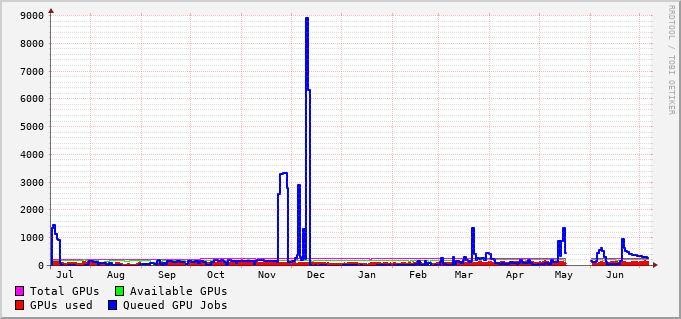 9000
8000
7000
6000
5000
4000
3000
2000
1000
0
Jul Aug Sep Oct Nov Dec Jan Feb Mar Apr May Jun
Total GPUs Available GPUs
GPUs used Queued GPU Jobs
RRDTOOL / TOBI OETIKER